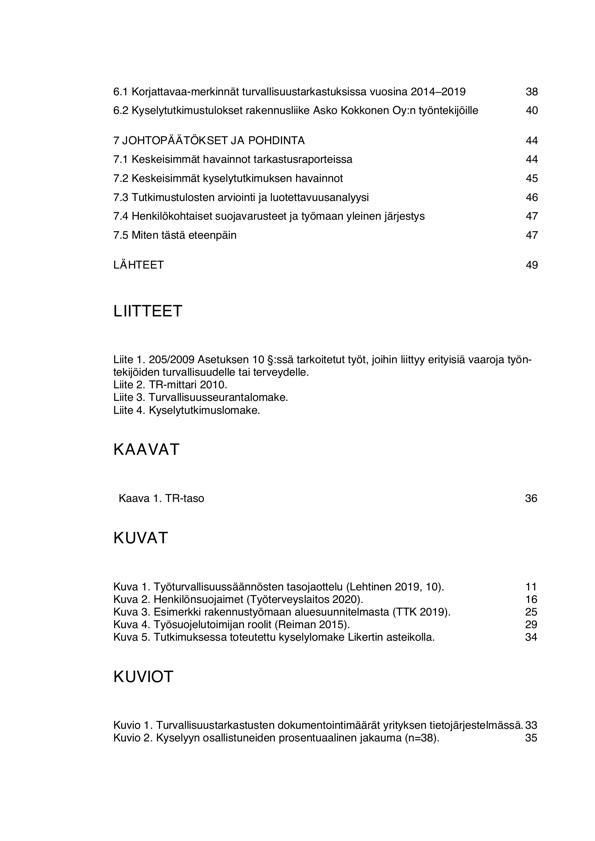 6.1 Korjattavaa-merkinnät turvallisuustarkastuksissa vuosina 2014–2019 38
6.2 Kyselytutkimustulokset rakennusliike Asko Kokkonen Oy:n työntekijöille 40
7 JOHTOPÄÄTÖKSET JA POHDINTA 44
7.1 Keskeisimmät havainnot tarkastusraporteissa 44
7.2 Keskeisimmät kyselytutkimuksen havainnot 45
7.3 Tutkimustulosten arviointi ja luotettavuusanalyysi 46
7.4 Henkilökohtaiset suojavarusteet ja työmaan yleinen järjestys 47
7.5 Miten tästä eteenpäin 47
LÄHTEET 49
LIITTEET
Liite 1. 205/2009 Asetuksen 10 §:ssä tarkoitetut työt, joihin liittyy erityisiä vaaroja työn-
tekijöiden turvallisuudelle tai terveydelle.
Liite 2. TR-mittari 2010.
Liite 3. Turvallisuusseurantalomake.
Liite 4. Kyselytutkimuslomake.
KAAVAT
Kaava 1. TR-taso 36
KUVAT
Kuva 1. Työturvallisuussäännösten tasojaottelu (Lehtinen 2019, 10). 11
Kuva 2. Henkilönsuojaimet (Työterveyslaitos 2020). 16
Kuva 3. Esimerkki rakennustyömaan aluesuunnitelmasta (TTK 2019). 25
Kuva 4. Työsuojelutoimijan roolit (Reiman 2015). 29
Kuva 5. Tutkimuksessa toteutettu kyselylomake Likertin asteikolla. 34
KUVIOT
Kuvio 1. Turvallisuustarkastusten dokumentointimäärät yrityksen tietojärjestelmässä. 33
Kuvio 2. Kyselyyn osallistuneiden prosentuaalinen jakauma (n=38). 35